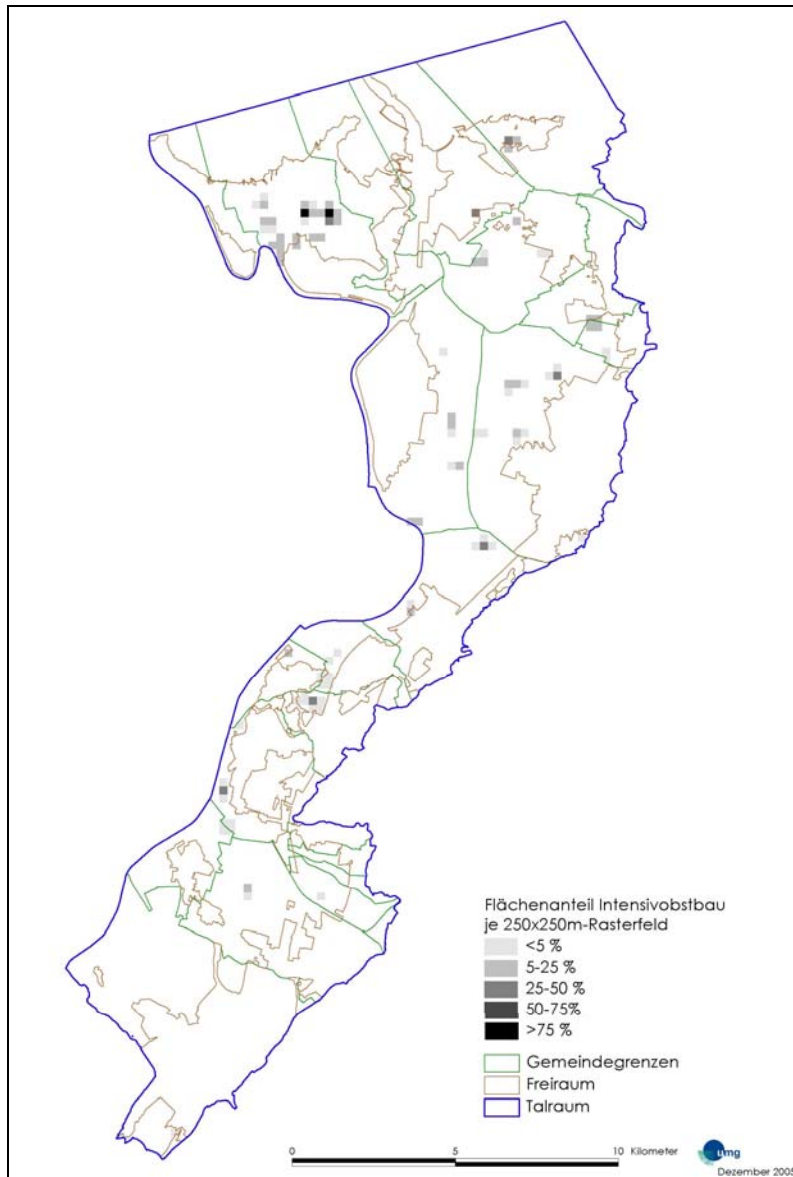 Flächenanteil Intensivobstbau
je 250x250m-Rasterfeld
<5 %
5-25 %
25-50 %
50-75%
>75 %
Gemeindegrenzen
Freiraum
Talraum
0 5 10 Kilometer
umg
Dezember 2005